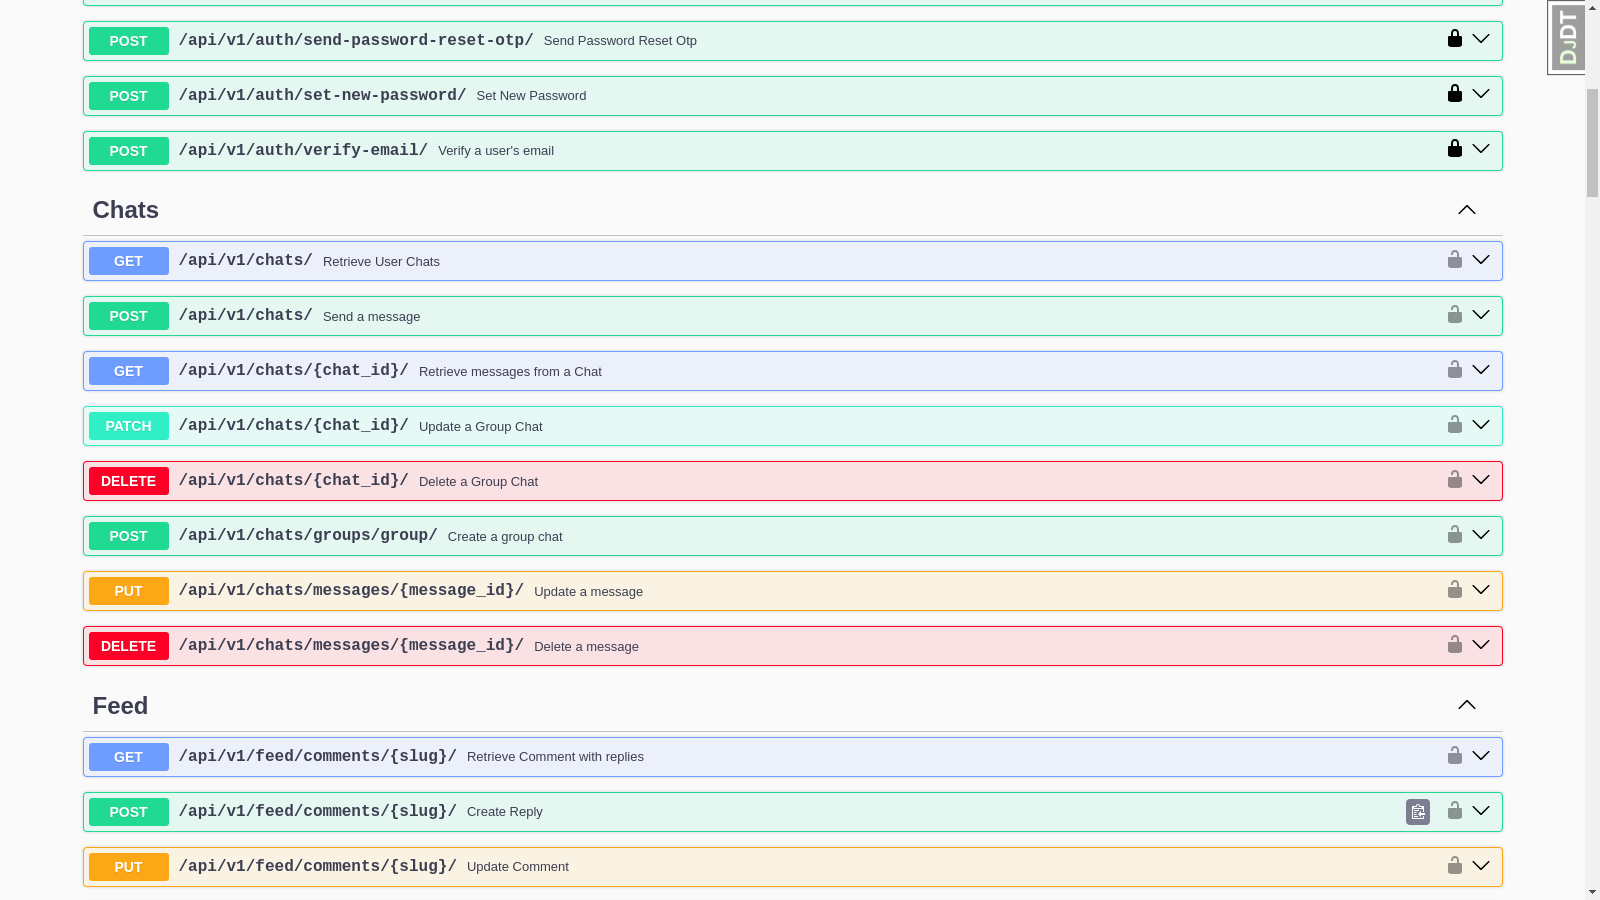 POST /api/v1/auth/send-password-reset-otp/ Send Password Reset Otp
DJDT
POST /api/v1/auth/set-new-password/ Set New Password
POST /api/v1/auth/verify-email/ Verify a user's email
Chats
GET /api/v1/chats/ Retrieve User Chats
POST /api/v1/chats/ Send a message
GET /api/v1/chats/{chat_id}/ Retrieve messages from a Chat
PATCH /api/v1/chats/{chat_id}/ Update a Group Chat
DELETE /api/v1/chats/{chat_id}/ Delete a Group Chat
POST /api/v1/chats/groups/group/ Create a group chat
PUT /api/v1/chats/messages/{message_id}/ Update a message
DELETE /api/v1/chats/messages/{message_id}/ Delete a message
Feed
GET /api/v1/feed/comments/{slug}/ Retrieve Comment with replies
POST /api/v1/feed/comments/{slug}/ Create Reply
PUT /api/v1/feed/comments/{slug}/ Update Comment